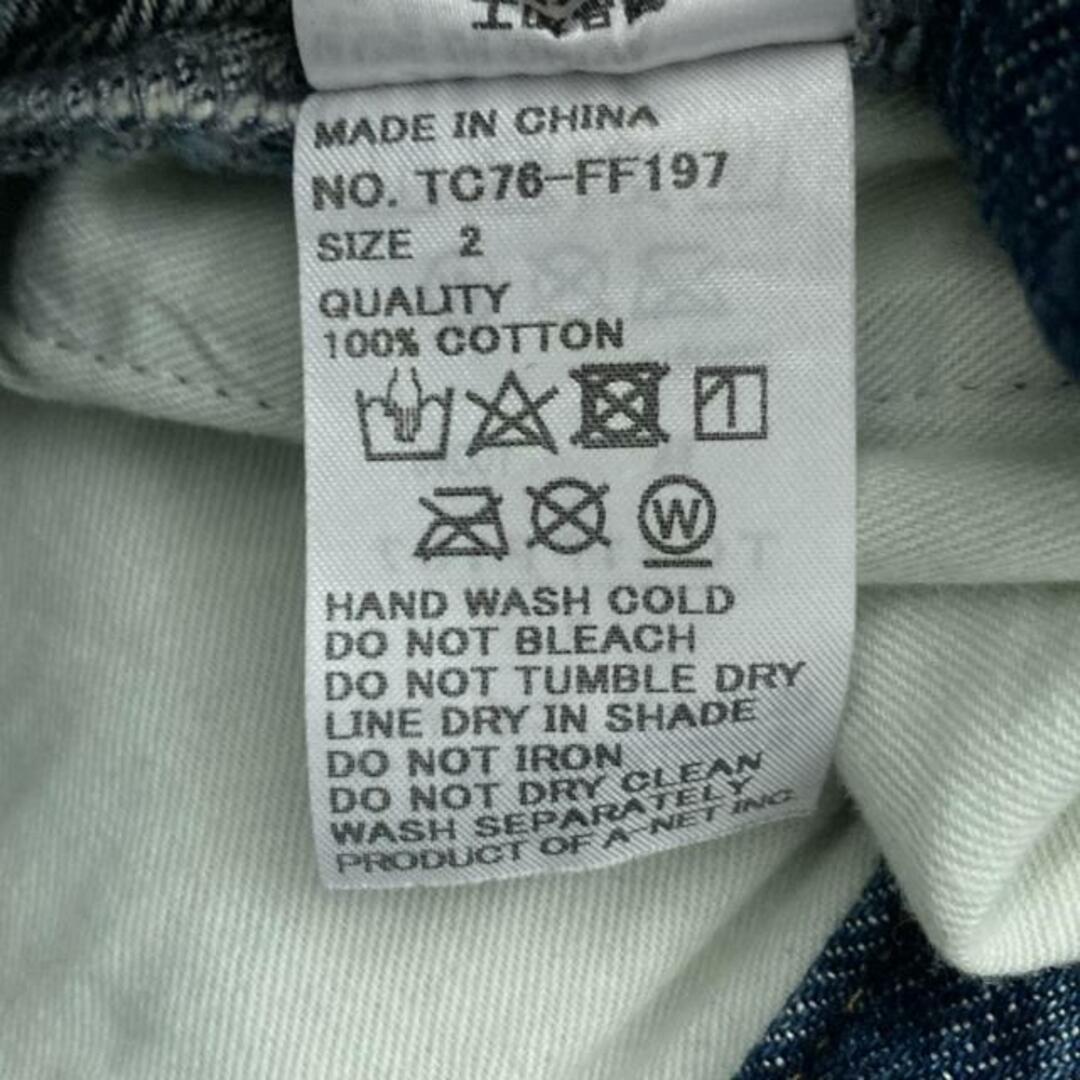 MADE IN CHINA
NO. TC76-FF197
SIZE 2
QUALITY
100% COTTON
W
HAND WASH COLD
DO NOT BLEACH
DO NOT TUMBLE DRY
LINE DRY IN SHADE
DO NOT IRON
DO NOT DRY CLEAN
WASH SEPARATELY
PRODUCT OF A-NET INC.